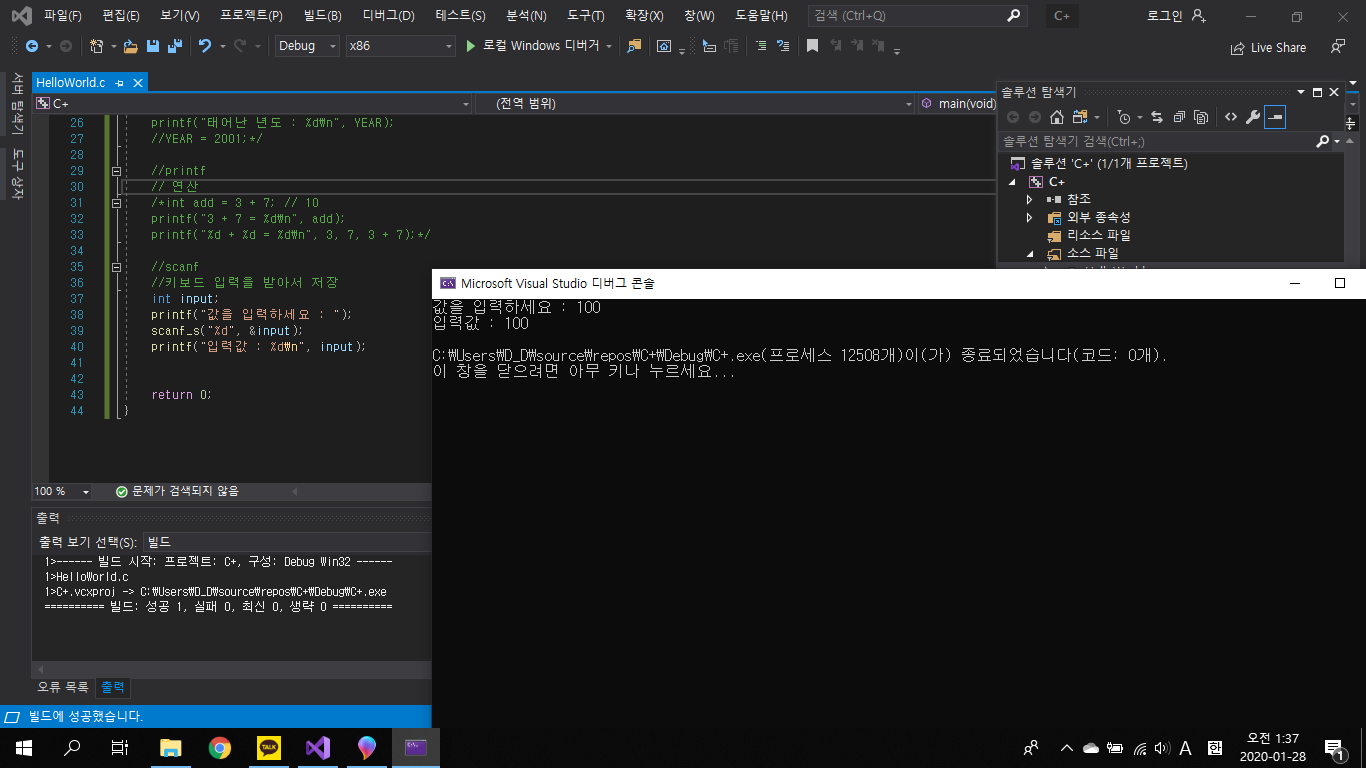 파일(F) 편집(E) 보기(V) 프로젝트(P) 빌드(B) 디버그(D) 테스트(S) 분석(N) 도구(T) 확장(X) 창(W) 도움말(H) 검색 (Ctrl+Q) C+ 로그인
Debug x86 로컬 Windows 디버거 Live Share
서버 탐색기
도구 상자
HelloWorld.c
C+ (전역 범위) main(void)
26 printf("태어난 년도 : %d\n", YEAR);
27 //YEAR = 2001;*/
28
29 //printf
30 // 연산
31 /*int add = 3 + 7; // 10
32 printf("3 + 7 = %d\n", add);
33 printf("%d + %d = %d\n", 3, 7, 3 + 7);*/
34
35 //scanf
36 //키보드 입력을 받아서 저장
37 int input;
38 printf("값을 입력하세요 : ");
39 scanf_s("%d", &input);
40 printf("입력값 : %d\n", input);
41
42
43 return 0;
44 }
100 % 문제가 검색되지 않음
솔루션 탐색기
솔루션 탐색기 검색(Ctrl+;)
솔루션 'C+' (1/1개 프로젝트)
C+
참조
외부 종속성
리소스 파일
소스 파일
Microsoft Visual Studio 디버그 콘솔
값을 입력하세요 : 100
입력값 : 100
C:\Users\D_D\source\repos\C+\Debug\C+.exe(프로세스 12508개)이(가) 종료되었습니다(코드: 0개).
이 창을 닫으려면 아무 키나 누르세요...
출력
출력 보기 선택(S): 빌드
1>------ 빌드 시작: 프로젝트: C+, 구성: Debug Win32 ------
1>HelloWorld.c
1>C+.vcxproj -> C:\Users\D_D\source\repos\C+\Debug\C+.exe
========== 빌드: 성공 1, 실패 0, 최신 0, 생략 0 ==========
오류 목록 출력
빌드에 성공했습니다.
TALK
A 한 오전 1:37
2020-01-28
1